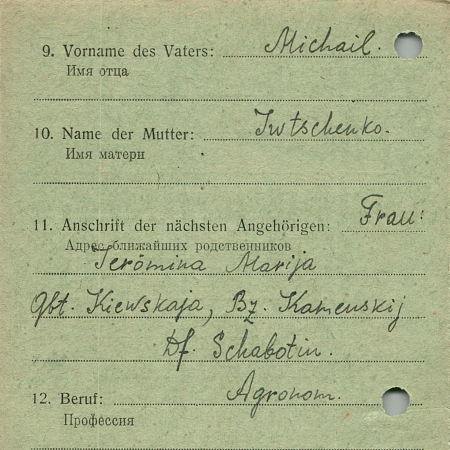 9. Vorname des Vaters: Michail.
Имя отца
10. Name der Mutter: Iwtschenko.
Имя матери
11. Anschrift der nächsten Angehörigen: Frau:
Адрес ближайших родственников
Jerömina Marija
Gbt. Kiewskaja, Bz. Kamenskij
Df. Schabotin.
12. Beruf: Agronom.
Профессия